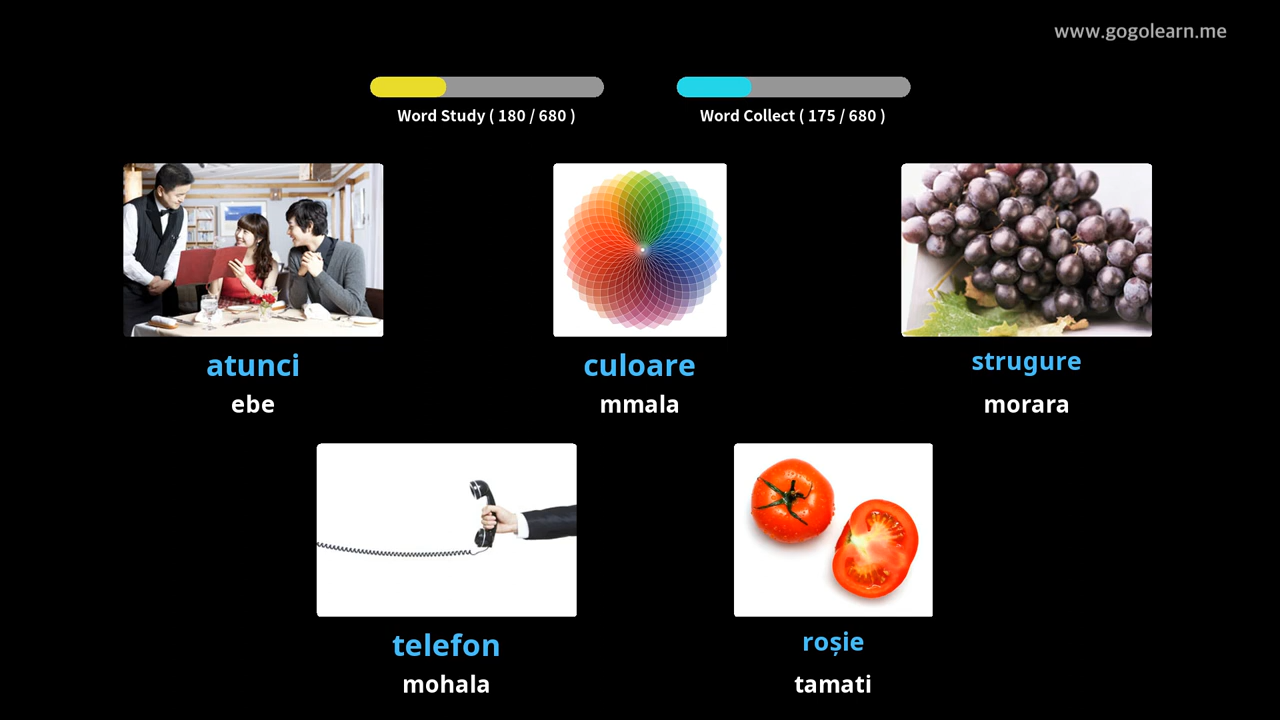 www.gogolearn.me
Word Study ( 180 / 680 )
Word Collect ( 175 / 680 )
atunci
ebe
culoare
mmala
strugure
morara
telefon
mohala
roșie
tamati